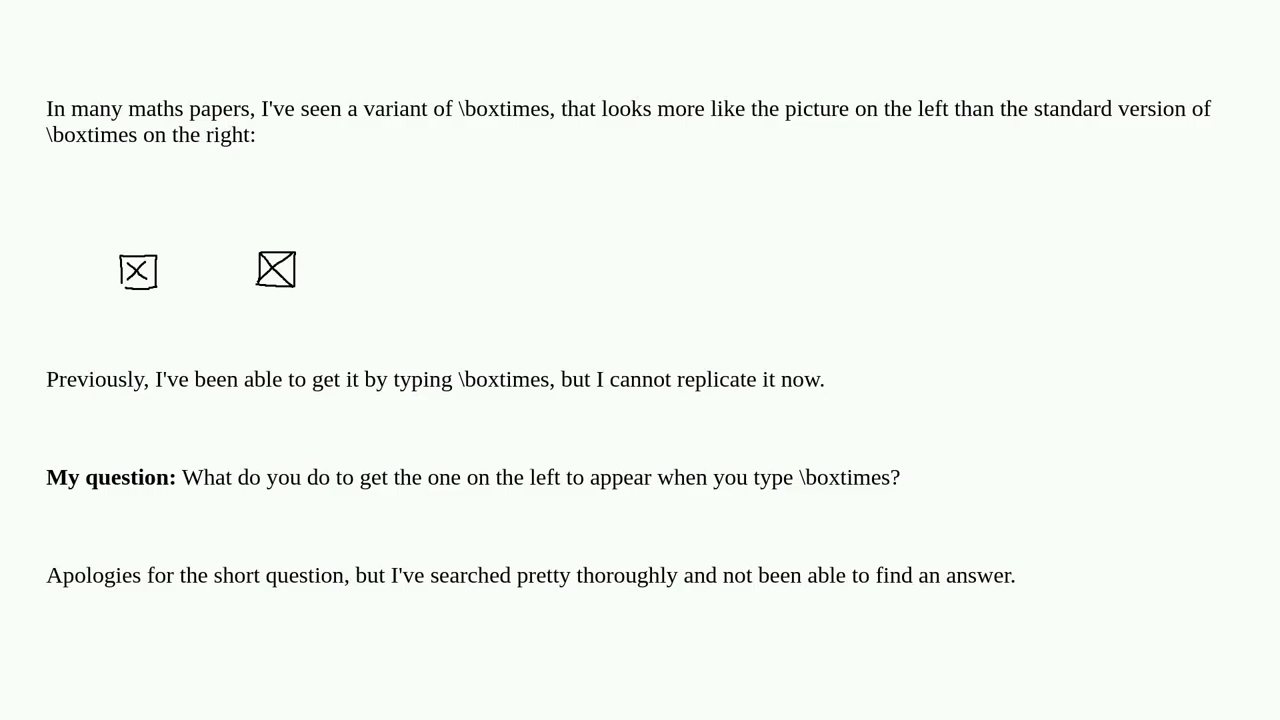 In many maths papers, I've seen a variant of \boxtimes, that looks more like the picture on the left than the standard version of
\boxtimes on the right:
Previously, I've been able to get it by typing \boxtimes, but I cannot replicate it now.
My question: What do you do to get the one on the left to appear when you type \boxtimes?
Apologies for the short question, but I've searched pretty thoroughly and not been able to find an answer.